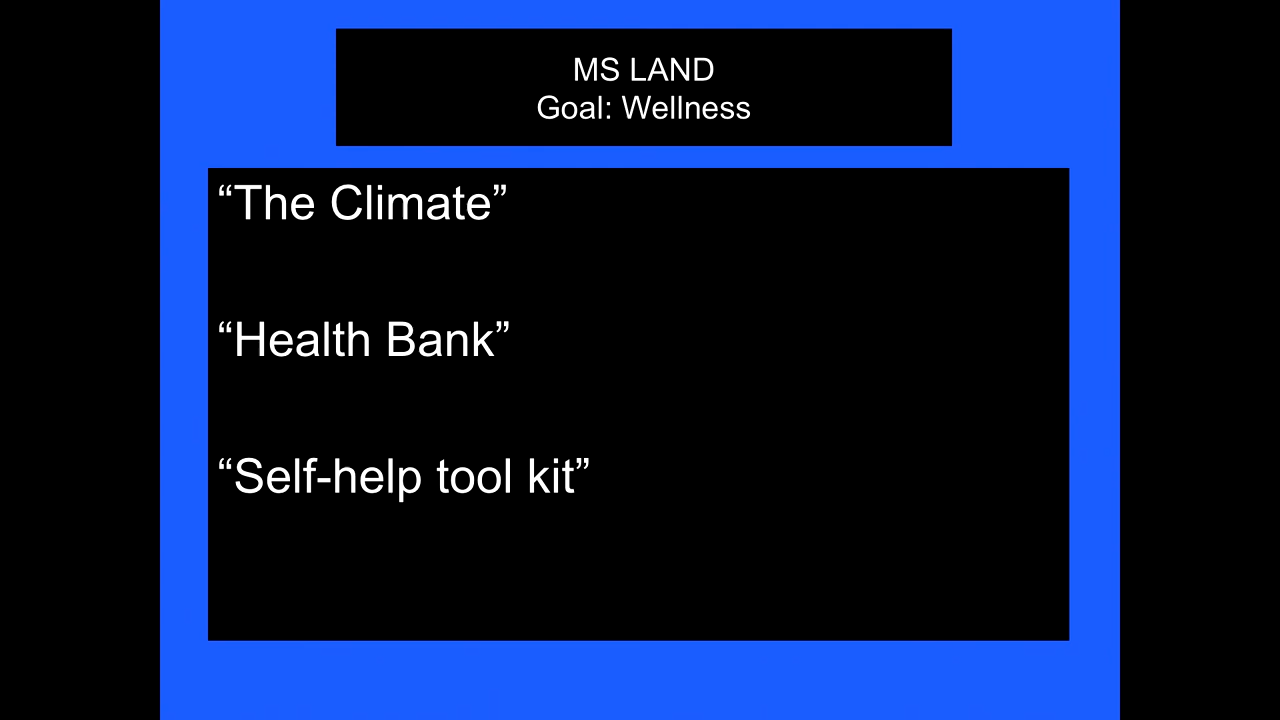 MS LAND
Goal: Wellness
“The Climate”
“Health Bank”
“Self-help tool kit”